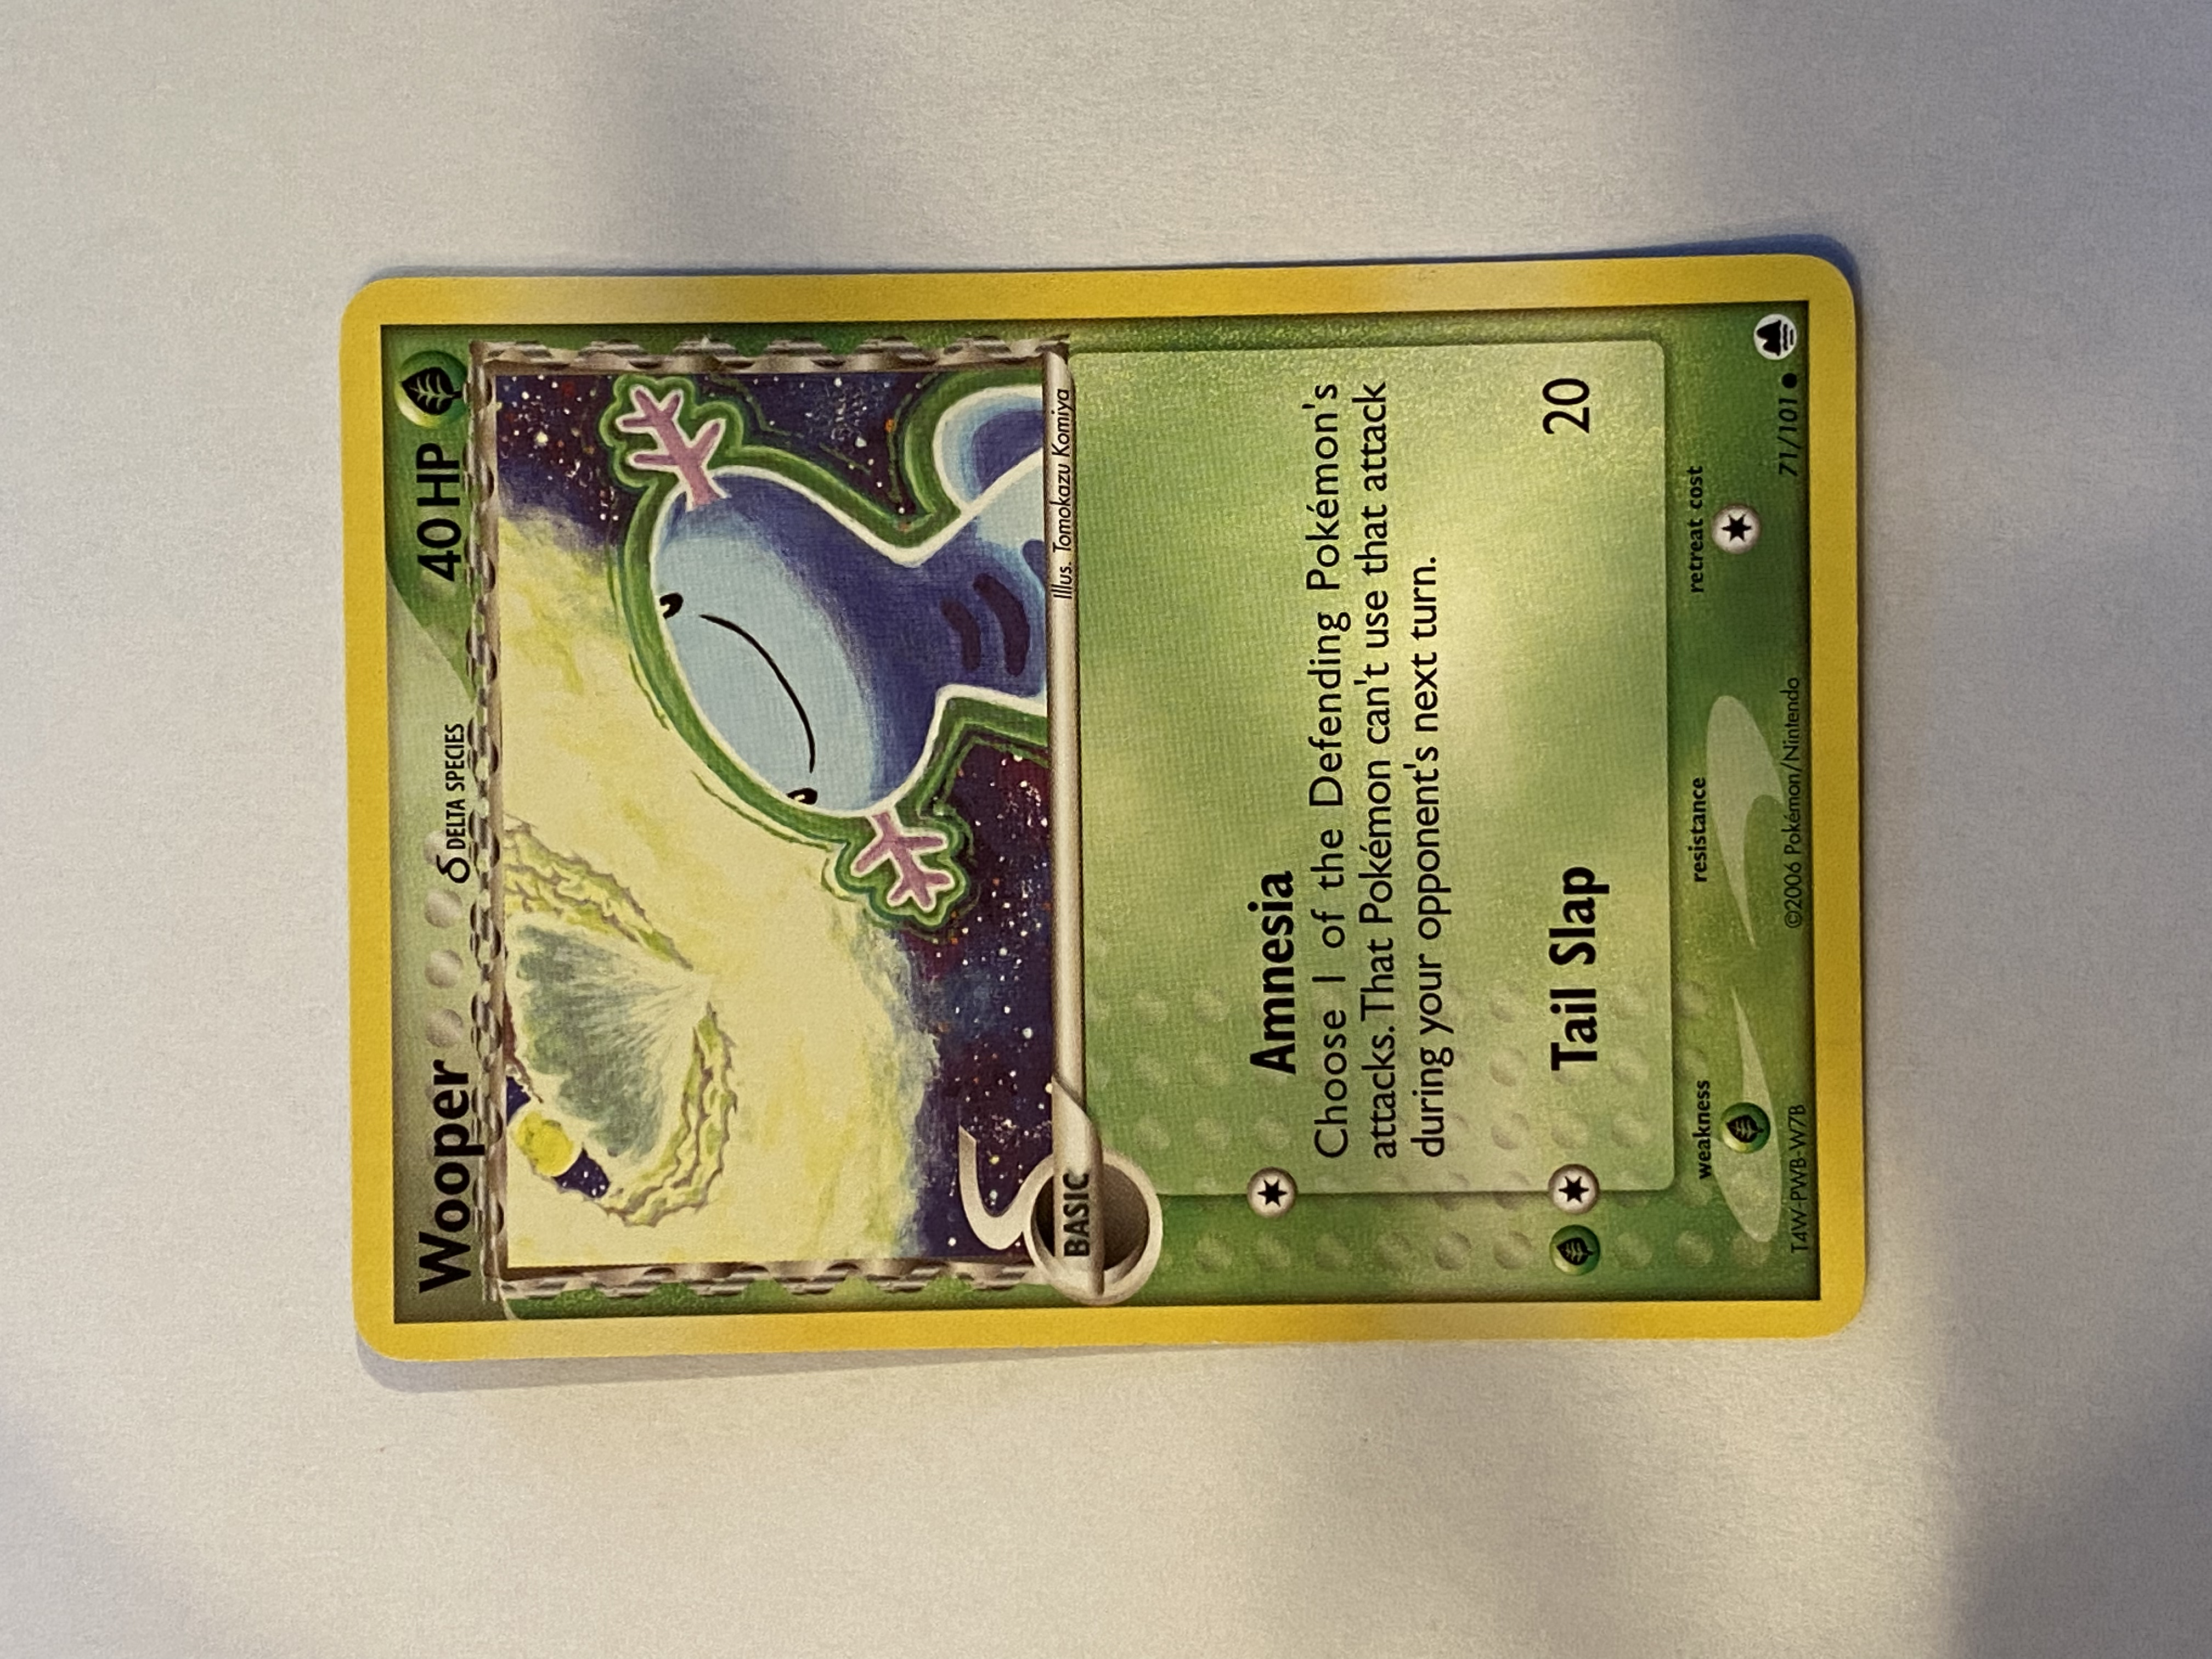 Wooper δ DELTA SPECIES 40 HP
BASIC
Illus. Tomokazu Komiya
Amnesia
Choose 1 of the Defending Pokémon's
attacks. That Pokémon can't use that attack
during your opponent's next turn.
Tail Slap 20
weakness resistance retreat cost
T4W-PWB-W7B ©2006 Pokémon/Nintendo 71/101